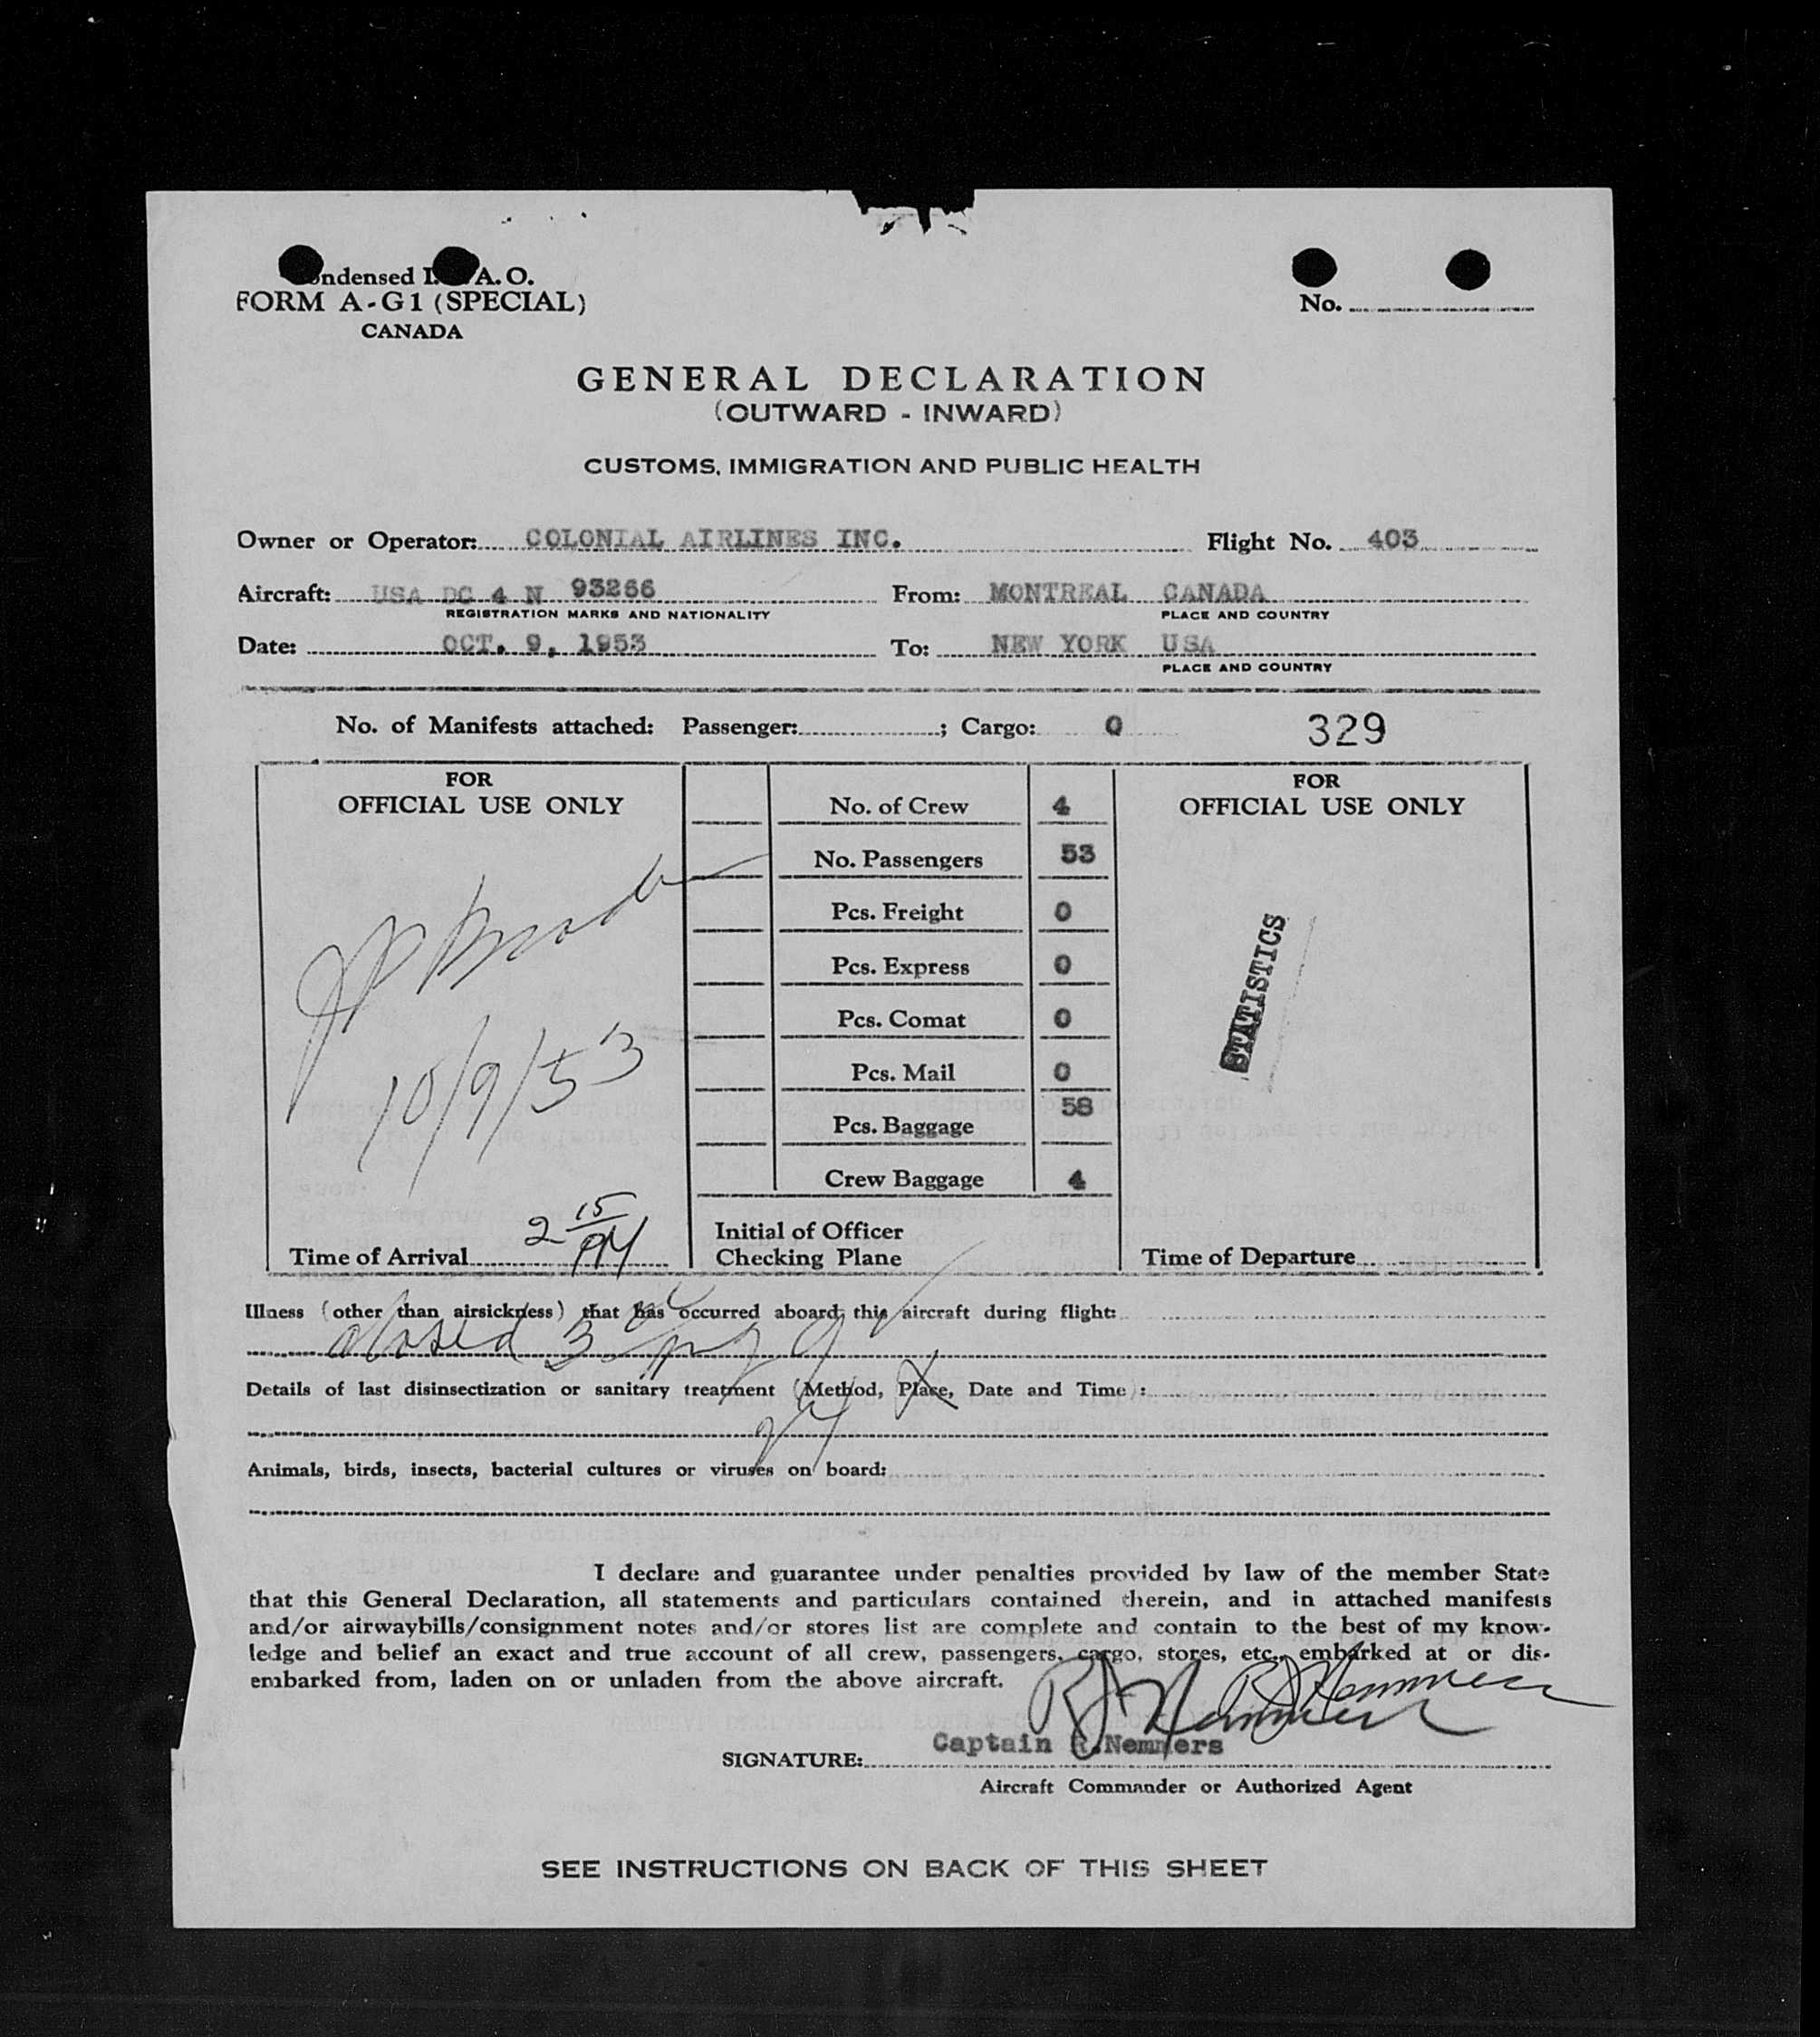 ndensed I. A. O.
FORM A-G1 (SPECIAL)
CANADA
No.
GENERAL DECLARATION
(OUTWARD - INWARD)
CUSTOMS, IMMIGRATION AND PUBLIC HEALTH
Owner or Operator: COLONIAL AIRLINES INC. Flight No. 403
Aircraft: USA DC 4 N 93266 From: MONTREAL CANADA
REGISTRATION MARKS AND NATIONALITY PLACE AND COUNTRY
Date: OCT. 9, 1953 To: NEW YORK USA
PLACE AND COUNTRY
No. of Manifests attached: Passenger: ; Cargo: 0 329
FOR
OFFICIAL USE ONLY
10/9/53
Time of Arrival 2 15 PM
No. of Crew 4
No. Passengers 53
Pcs. Freight 0
Pcs. Express 0
Pcs. Comat 0
Pcs. Mail 0
Pcs. Baggage 58
Crew Baggage 4
Initial of Officer
Checking Plane
FOR
OFFICIAL USE ONLY
STATISTICS
Time of Departure
Illness (other than airsickness) that has occurred aboard this aircraft during flight:
Details of last disinsectization or sanitary treatment (Method, Place, Date and Time):
Animals, birds, insects, bacterial cultures or viruses on board:
I declare and guarantee under penalties provided by law of the member State
that this General Declaration, all statements and particulars contained therein, and in attached manifests
and/or airwaybills/consignment notes and/or stores list are complete and contain to the best of my know-
ledge and belief an exact and true account of all crew, passengers, cargo, stores, etc., embarked at or dis-
embarked from, laden on or unladen from the above aircraft.
R J Nemmers R J Nemmers
SIGNATURE: Captain R.Nemmers
Aircraft Commander or Authorized Agent
SEE INSTRUCTIONS ON BACK OF THIS SHEET